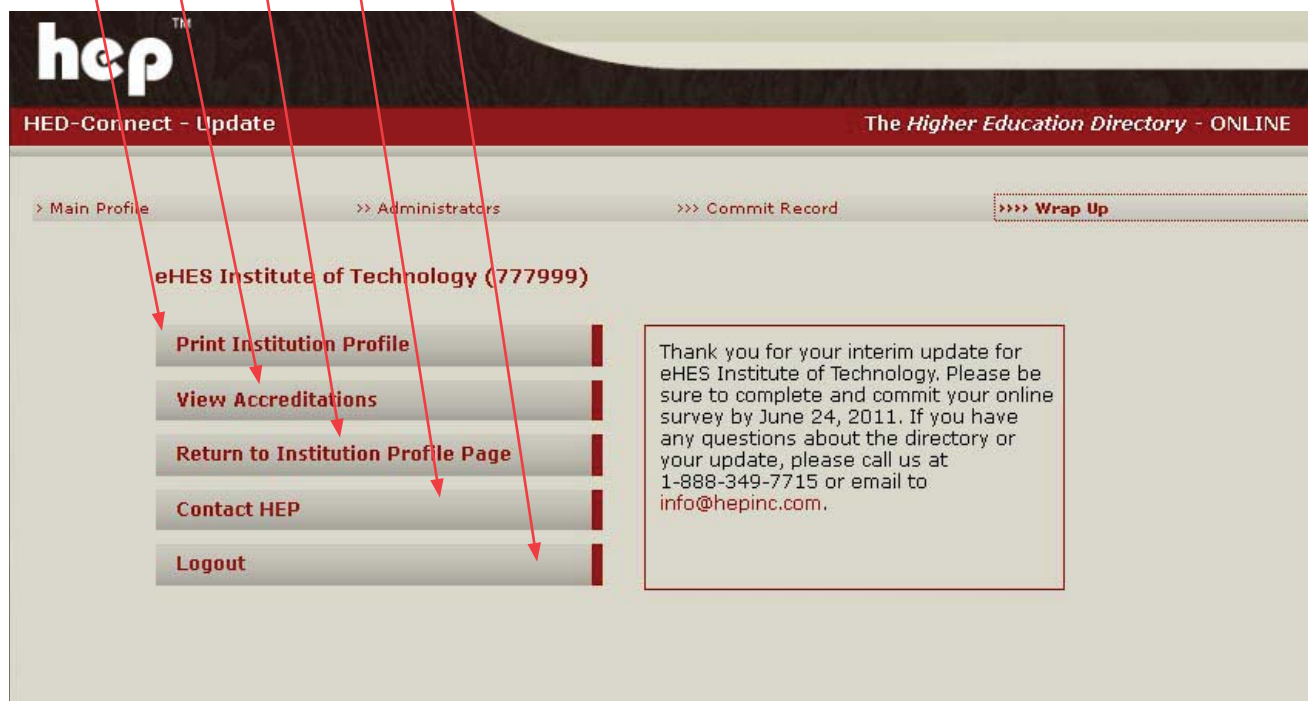 hep™
HED-Connect - Update
The Higher Education Directory - ONLINE
> Main Profile
>> Administrators
>>> Commit Record
>>>> Wrap Up
eHES Institute of Technology (777999)
Print Institution Profile
View Accreditations
Return to Institution Profile Page
Contact HEP
Logout
Thank you for your interim update for
eHES Institute of Technology. Please be
sure to complete and commit your online
survey by June 24, 2011. If you have
any questions about the directory or
your update, please call us at
1-888-349-7715 or email to
info@hepinc.com.